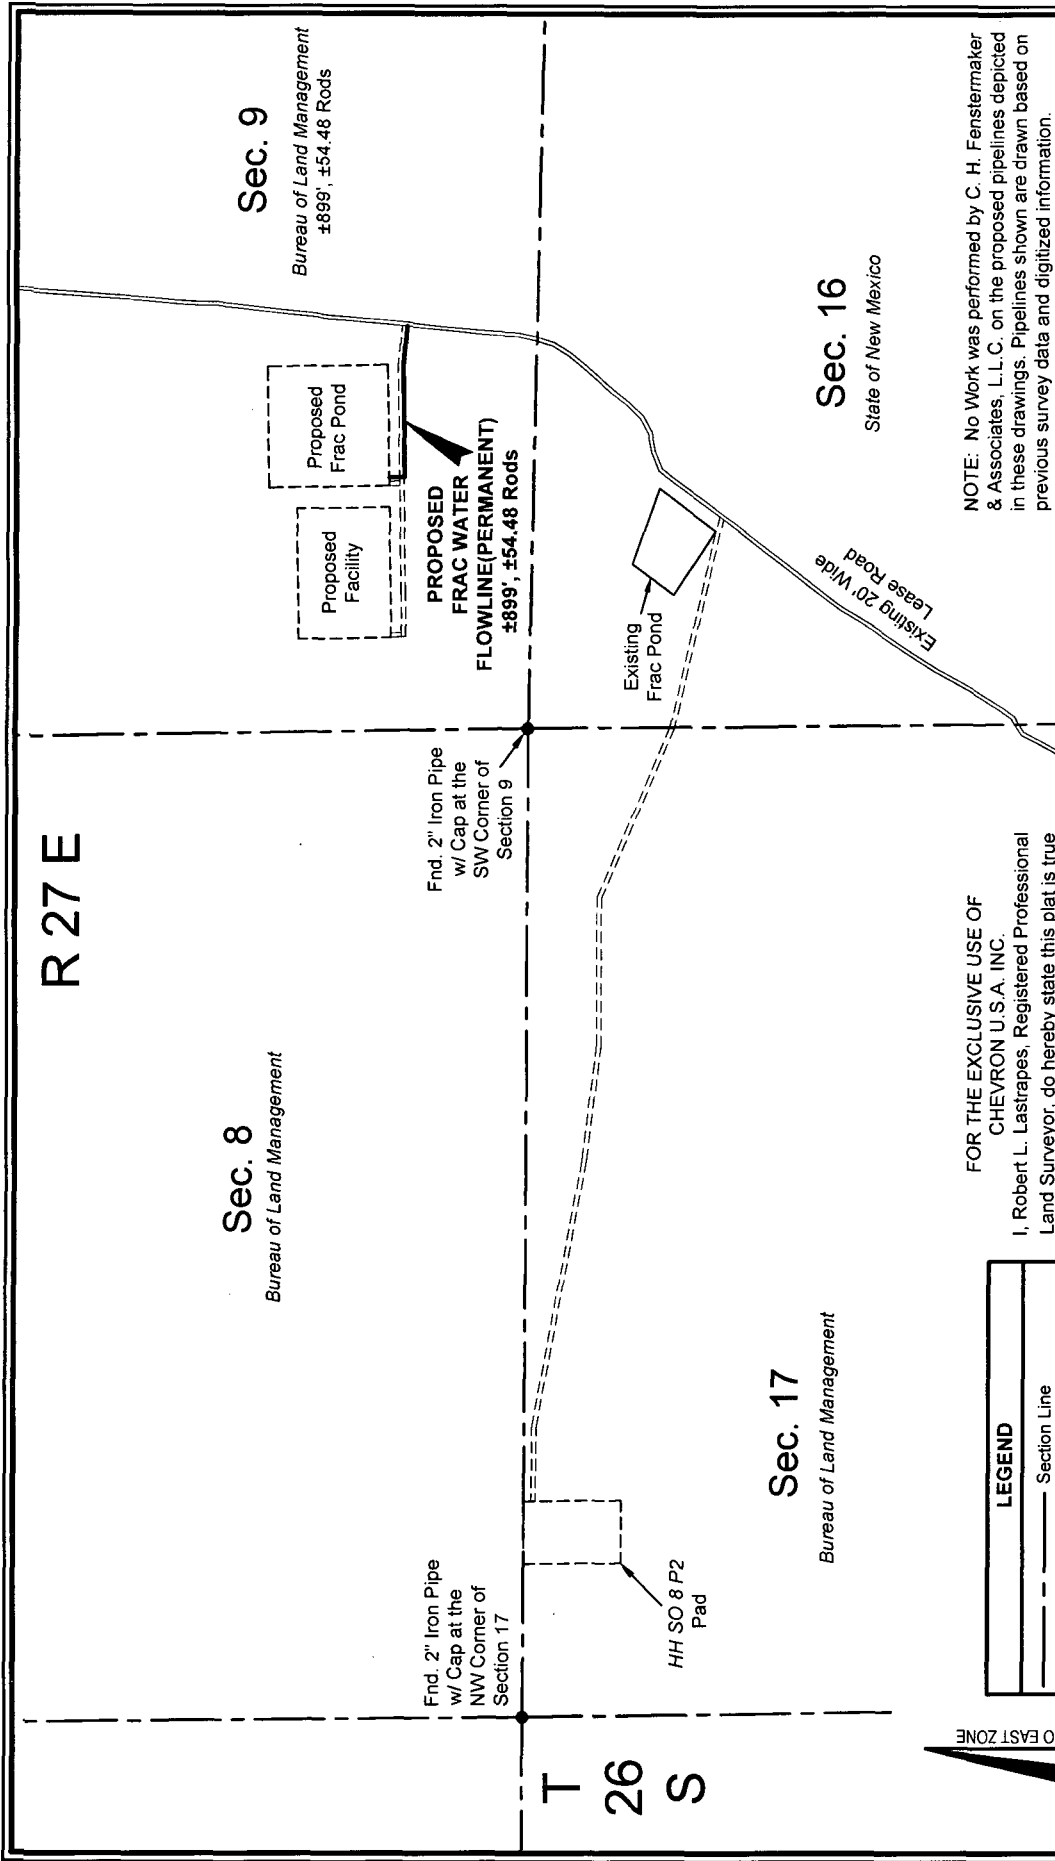 R 27 E
Sec. 8
Bureau of Land Management
Sec. 9
Bureau of Land Management
±899', ±54.48 Rods
Proposed
Facility
Proposed
Frac Pond
PROPOSED
FRAC WATER
FLOWLINE(PERMANENT)
±899', ±54.48 Rods
Fnd. 2" Iron Pipe
w/ Cap at the
NW Corner of
Section 17
Fnd. 2" Iron Pipe
w/ Cap at the
SW Corner of
Section 9
T
26
S
HH SO 8 P2
Pad
Sec. 17
Bureau of Land Management
Existing
Frac Pond
Sec. 16
State of New Mexico
Existing 20' Wide
Lease Road
O EAST ZONE
LEGEND
Section Line
FOR THE EXCLUSIVE USE OF
CHEVRON U.S.A. INC.
I, Robert L. Lastrapes, Registered Professional
Land Surveyor, do hereby state this plat is true
NOTE: No Work was performed by C. H. Fenstermaker
& Associates, L.L.C. on the proposed pipelines depicted
in these drawings. Pipelines shown are drawn based on
previous survey data and digitized information.